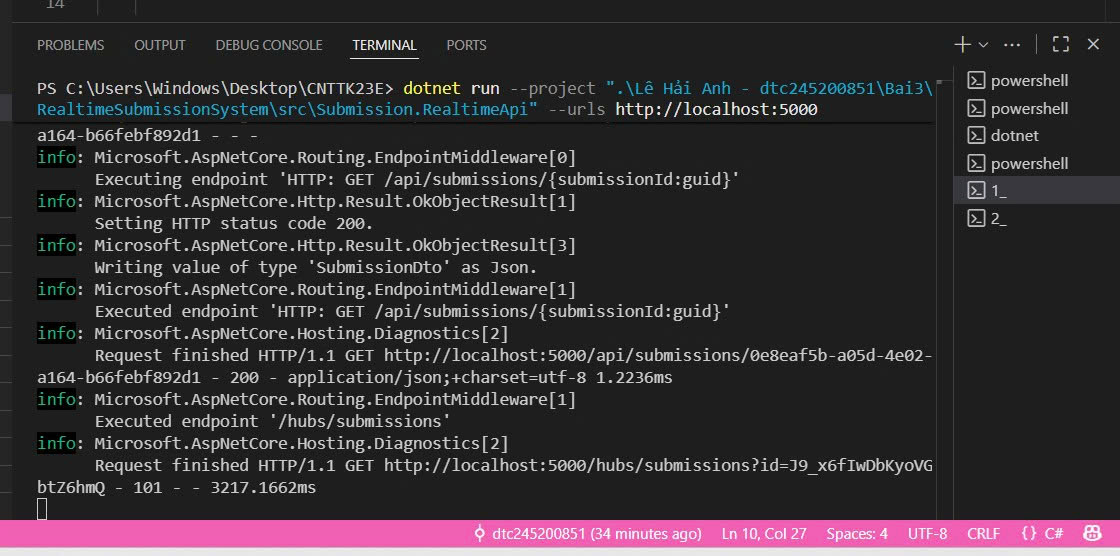 14
PROBLEMS OUTPUT DEBUG CONSOLE TERMINAL PORTS
PS C:\Users\Windows\Desktop\CNTTK23E> dotnet run --project ".\Lê Hải Anh - dtc245200851\Bai3\
RealtimeSubmissionSystem\src\Submission.RealtimeApi" --urls http://localhost:5000
a164-b66febf892d1 - - -
info: Microsoft.AspNetCore.Routing.EndpointMiddleware[0]
Executing endpoint 'HTTP: GET /api/submissions/{submissionId:guid}'
info: Microsoft.AspNetCore.Http.Result.OkObjectResult[1]
Setting HTTP status code 200.
info: Microsoft.AspNetCore.Http.Result.OkObjectResult[3]
Writing value of type 'SubmissionDto' as Json.
info: Microsoft.AspNetCore.Routing.EndpointMiddleware[1]
Executed endpoint 'HTTP: GET /api/submissions/{submissionId:guid}'
info: Microsoft.AspNetCore.Hosting.Diagnostics[2]
Request finished HTTP/1.1 GET http://localhost:5000/api/submissions/0e8eaf5b-a05d-4e02-
a164-b66febf892d1 - 200 - application/json;+charset=utf-8 1.2236ms
info: Microsoft.AspNetCore.Routing.EndpointMiddleware[1]
Executed endpoint '/hubs/submissions'
info: Microsoft.AspNetCore.Hosting.Diagnostics[2]
Request finished HTTP/1.1 GET http://localhost:5000/hubs/submissions?id=J9_x6fIwDbKyoVG
btZ6hmQ - 101 - - 3217.1662ms
powershell
powershell
dotnet
powershell
1_
2_
dtc245200851 (34 minutes ago) Ln 10, Col 27 Spaces: 4 UTF-8 CRLF {} C#